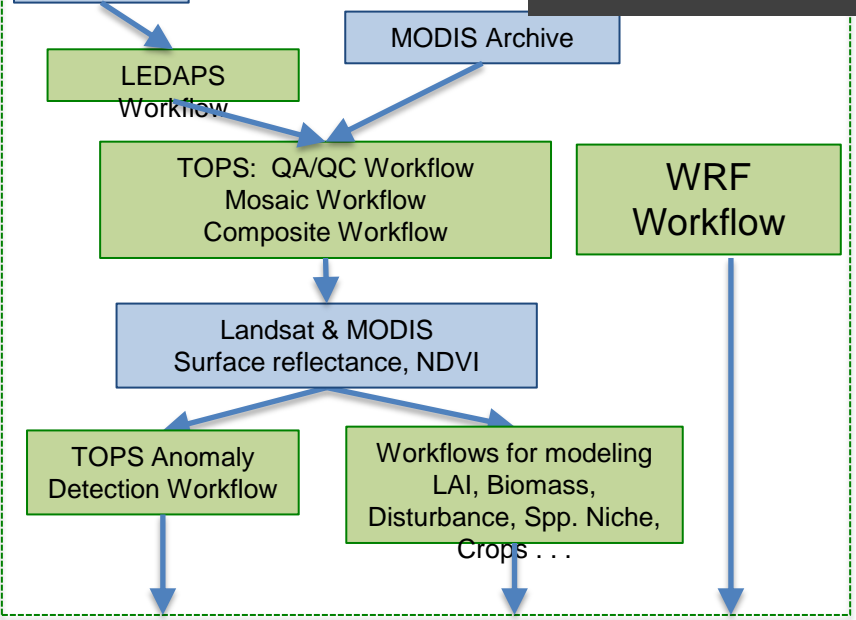 MODIS Archive
LEDAPS
Workflow
TOPS:  QA/QC Workflow
Mosaic Workflow
Composite Workflow
WRF
Workflow
Landsat & MODIS
Surface reflectance, NDVI
TOPS Anomaly
Detection Workflow
Workflows for modeling
LAI, Biomass,
Disturbance, Spp. Niche,
Crops . . .